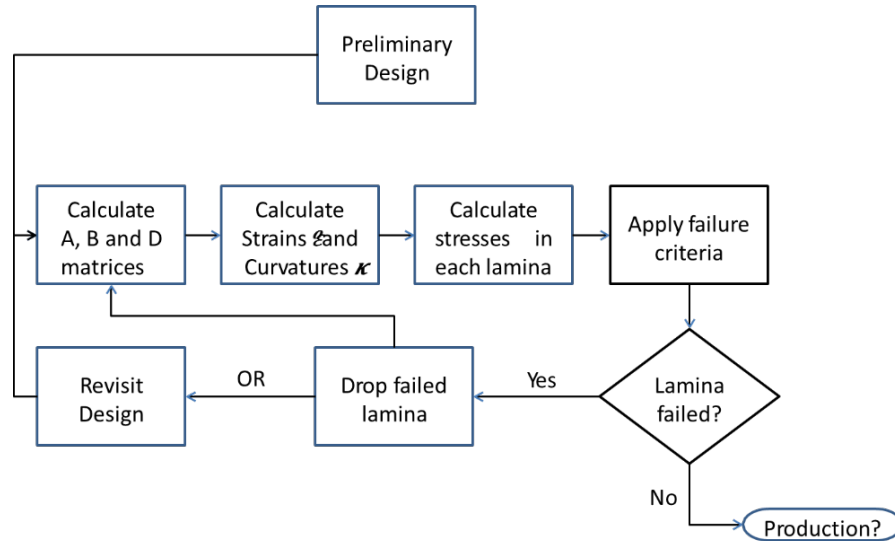 Preliminary
Design
Calculate
A, B and D
matrices
Calculate
Strains ε and
Curvatures κ
Calculate
stresses in
each lamina
Apply failure
criteria
Revisit
Design
OR
Drop failed
lamina
Yes
Lamina
failed?
No
Production?